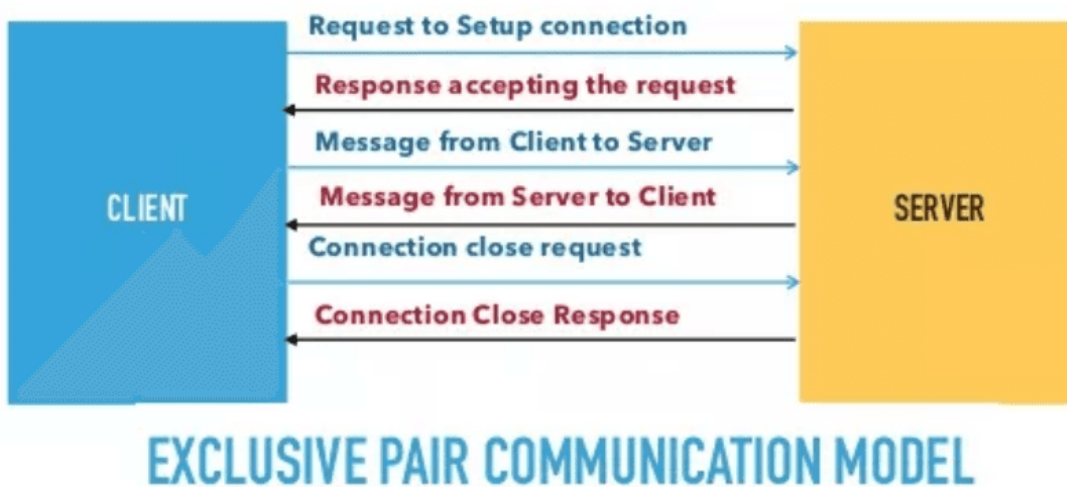 Request to Setup connection
Response accepting the request
Message from Client to Server
CLIENT
Message from Server to Client
SERVER
Connection close request
Connection Close Response
EXCLUSIVE PAIR COMMUNICATION MODEL